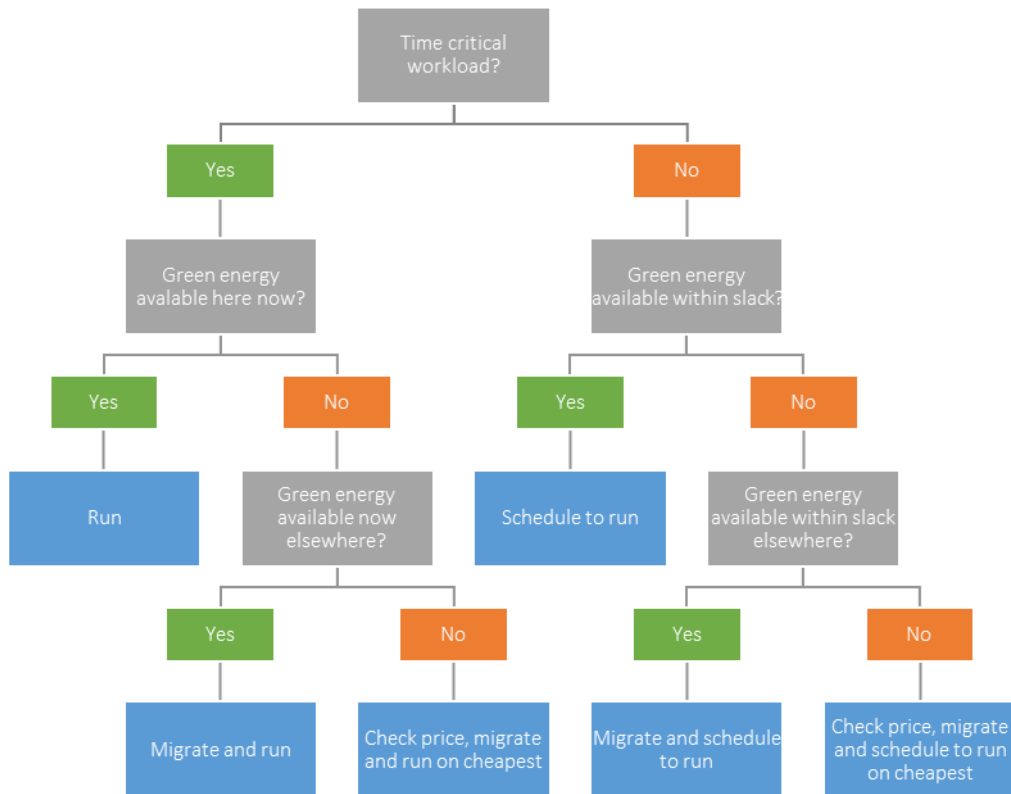 Time critical
workload?
Yes
No
Green energy
avalable here now?
Green energy
available within slack?
Yes
No
Yes
No
Run
Green energy
available now
elsewhere?
Schedule to run
Green energy
available within slack
elsewhere?
Yes
No
Yes
No
Migrate and run
Check price, migrate
and run on cheapest
Migrate and schedule
to run
Check price, migrate
and schedule to run
on cheapest